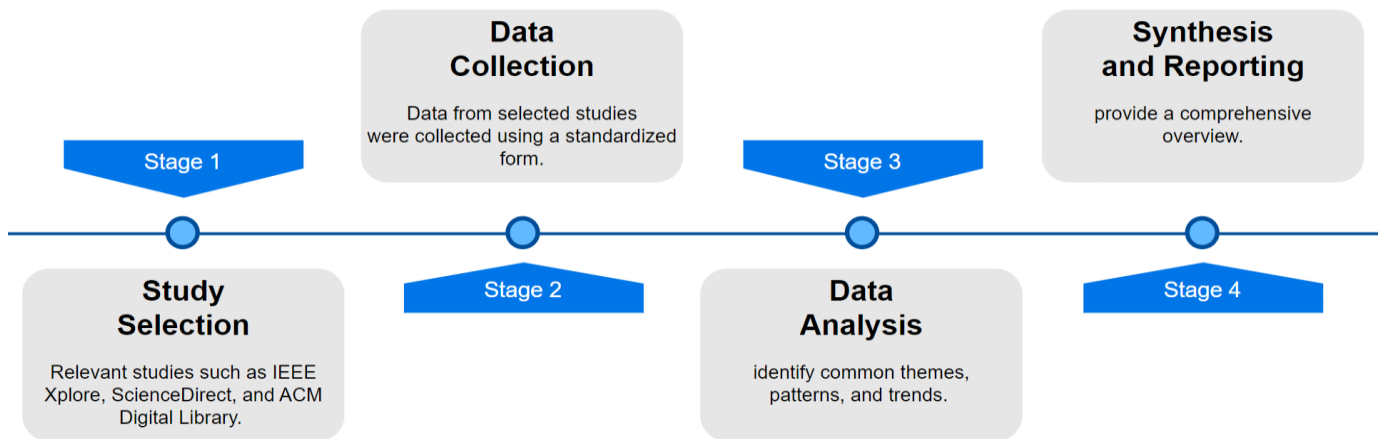 Stage 1
Study
Selection
Relevant studies such as IEEE
Xplore, ScienceDirect, and ACM
Digital Library.
Data
Collection
Data from selected studies
were collected using a standardized
form.
Stage 2
Stage 3
Data
Analysis
identify common themes,
patterns, and trends.
Synthesis
and Reporting
provide a comprehensive
overview.
Stage 4